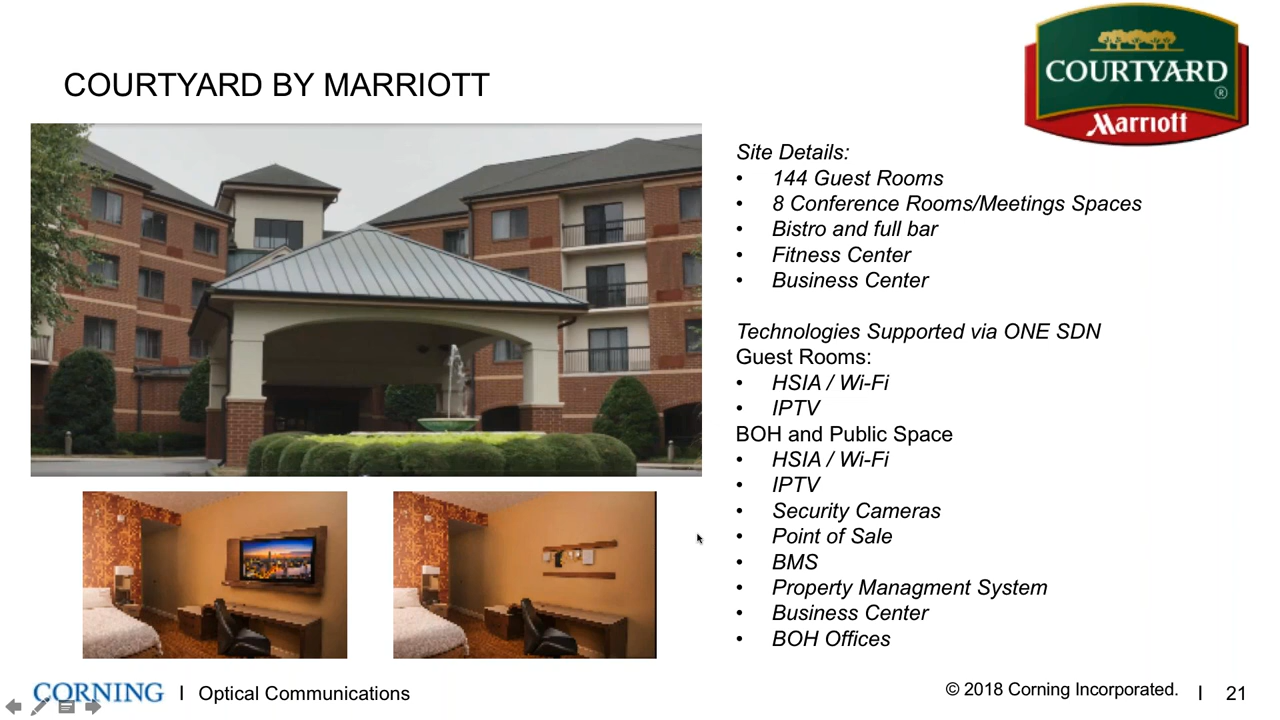 COURTYARD
®
Marriott
COURTYARD BY MARRIOTT
Site Details:
• 144 Guest Rooms
• 8 Conference Rooms/Meetings Spaces
• Bistro and full bar
• Fitness Center
• Business Center
Technologies Supported via ONE SDN
Guest Rooms:
• HSIA / Wi-Fi
• IPTV
BOH and Public Space
• HSIA / Wi-Fi
• IPTV
• Security Cameras
• Point of Sale
• BMS
• Property Managment System
• Business Center
• BOH Offices
CORNING I Optical Communications
© 2018 Corning Incorporated. I 21